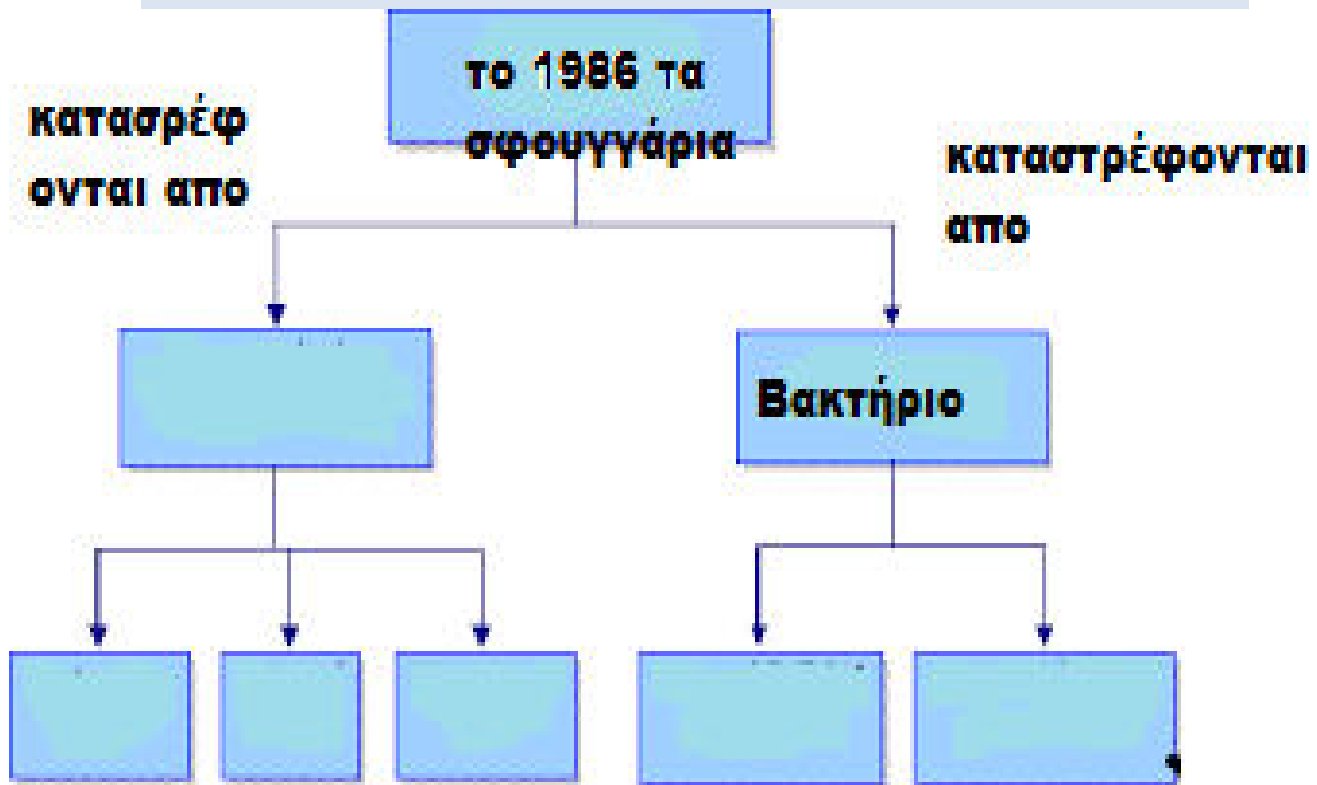 το 1986 τα
σφουγγάρια
κατασρέφ
ονται απο
καταστρέφονται
απο
Βακτήριο